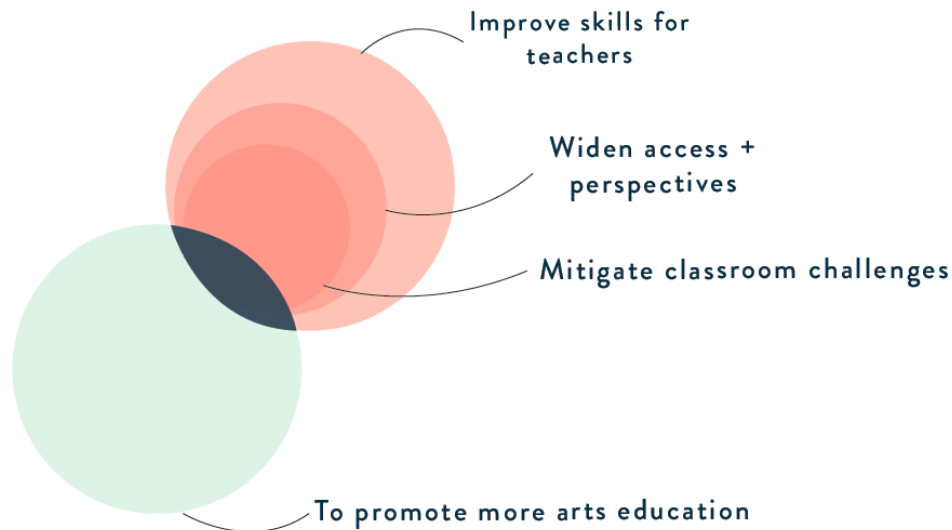 Improve skills for
teachers
Widen access +
perspectives
Mitigate classroom challenges
To promote more arts education